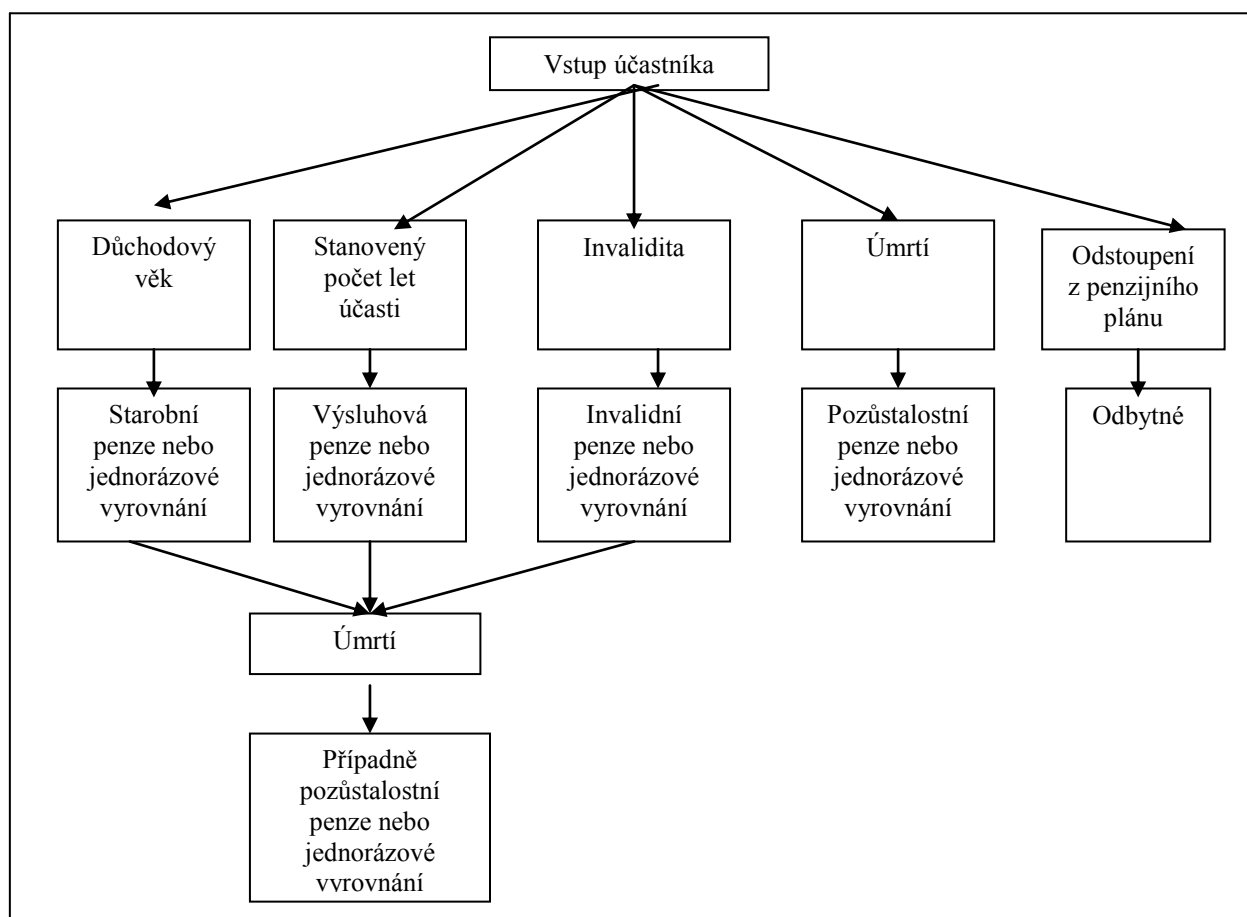 Vstup účastníka
Důchodový
věk
Stanovený
počet let
účasti
Invalidita
Úmrtí
Odstoupení
z penzijního
plánu
Starobní
penze nebo
jednorázové
vyrovnání
Výsluhová
penze nebo
jednorázové
vyrovnání
Invalidní
penze nebo
jednorázové
vyrovnání
Pozůstalostní
penze nebo
jednorázové
vyrovnání
Odbytné
Úmrtí
Případně
pozůstalostní
penze nebo
jednorázové
vyrovnání